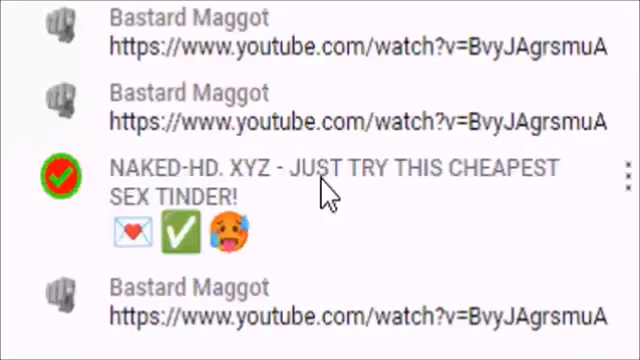 Bastard Maggot
https://www.youtube.com/watch?v=BvyJAgrsmuA
Bastard Maggot
https://www.youtube.com/watch?v=BvyJAgrsmuA
NAKED-HD. XYZ - JUST TRY THIS CHEAPEST
SEX TINDER!
💌✅🥵
Bastard Maggot
https://www.youtube.com/watch?v=BvyJAgrsmuA